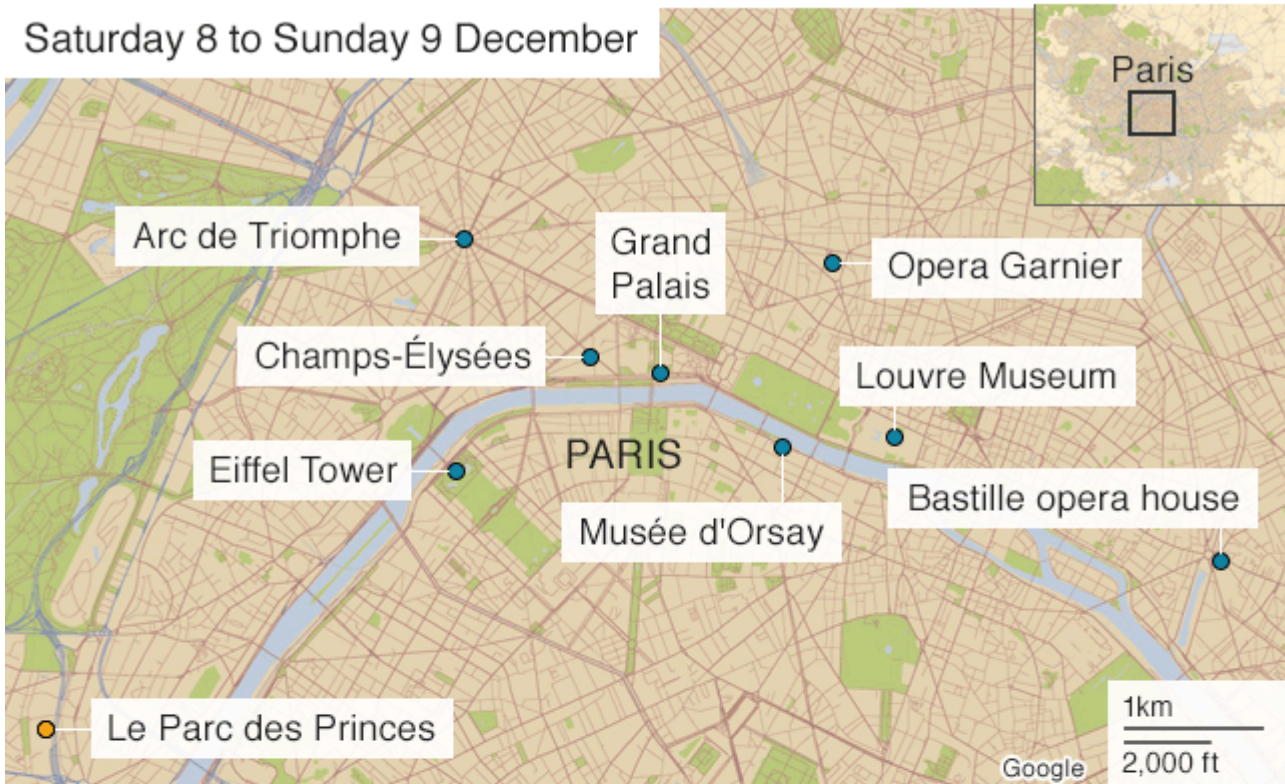 Saturday 8 to Sunday 9 December
Paris
Arc de Triomphe
Grand
Palais
Opera Garnier
Champs-Élysées
Louvre Museum
PARIS
Eiffel Tower
Bastille opera house
Musée d'Orsay
Le Parc des Princes
1km
2,000 ft
Google